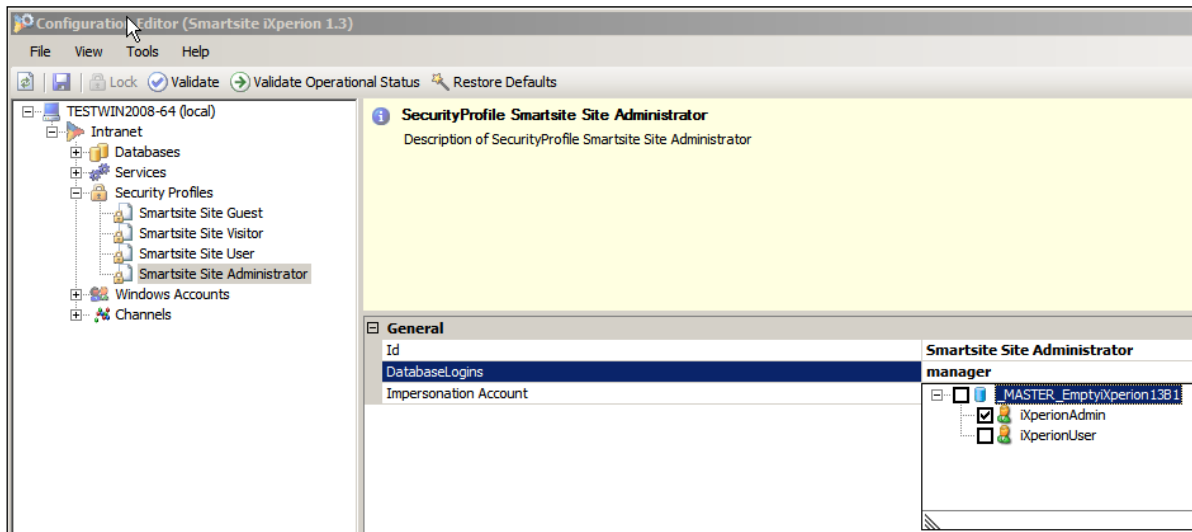 Configuration Editor (Smartsite iXperion 1.3)
File View Tools Help
Lock Validate Validate Operational Status Restore Defaults
TESTWIN2008-64 (local)
Intranet
Databases
Services
Security Profiles
Smartsite Site Guest
Smartsite Site Visitor
Smartsite Site User
Smartsite Site Administrator
Windows Accounts
Channels
SecurityProfile Smartsite Site Administrator
Description of SecurityProfile Smartsite Site Administrator
General
Id Smartsite Site Administrator
DatabaseLogins manager
Impersonation Account
_MASTER_EmptyiXperion13B1
iXperionAdmin
iXperionUser